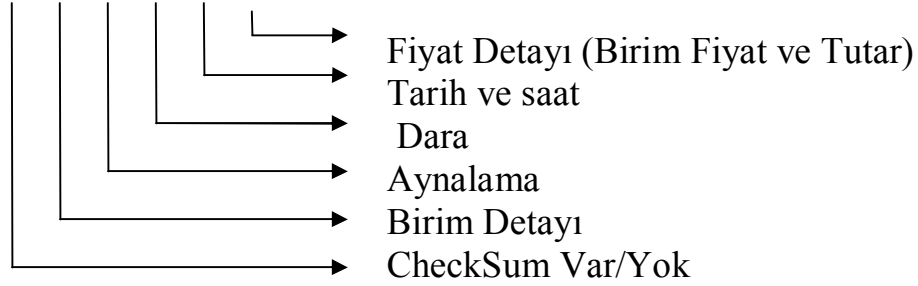 Fiyat Detayı (Birim Fiyat ve Tutar)
Tarih ve saat
Dara
Aynalama
Birim Detayı
CheckSum Var/Yok